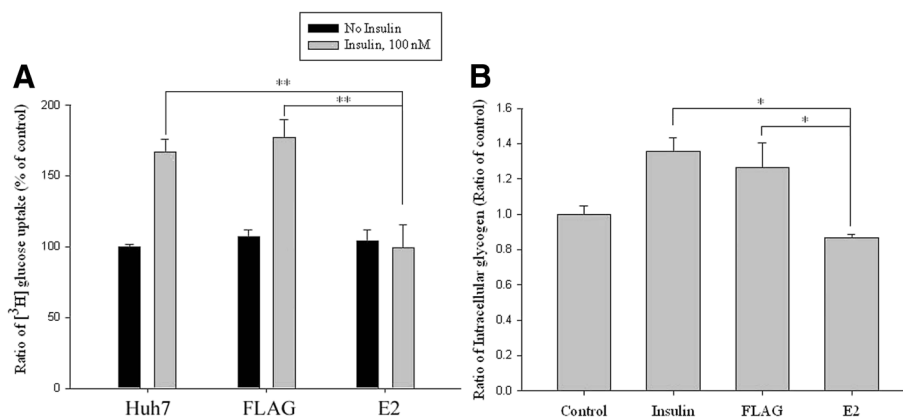 No Insulin
Insulin, 100 nM
A
**
**
Ratio of [³H] glucose uptake (% of control)
200
150
100
50
0
Huh7 FLAG E2
B
*
*
Ratio of Intracellular glycogen (Ratio of control)
1.6
1.4
1.2
1.0
0.8
0.6
0.4
0.2
0.0
Control Insulin FLAG E2